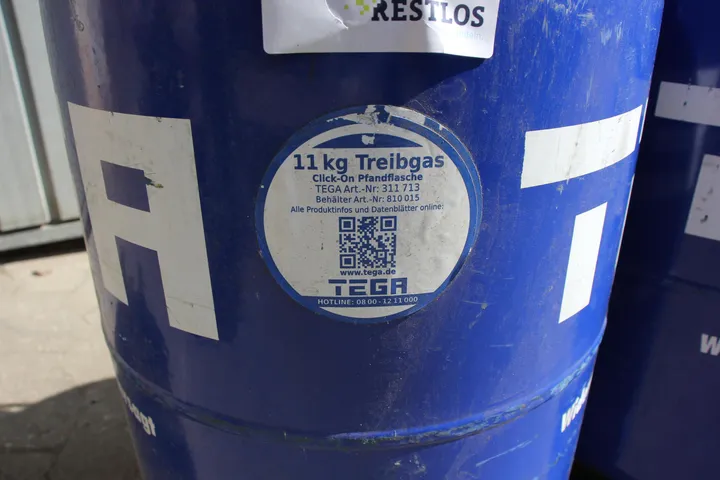 RESTLOS
A
T
11 kg Treibgas
Click-On Pfandflasche
TEGA Art.-Nr: 311 713
Behälter Art.-Nr: 810 015
Alle Produktinfos und Datenblätter online:
www.tega.de
TEGA
HOTLINE: 08 00 - 12 11 000